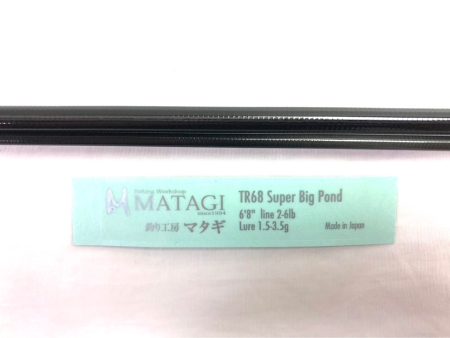 Fishing Workshop
MATAGI
since2004
釣り工房 マタギ
TR68 Super Big Pond
6'8" line 2-6lb
Lure 1.5-3.5g
Made in Japan